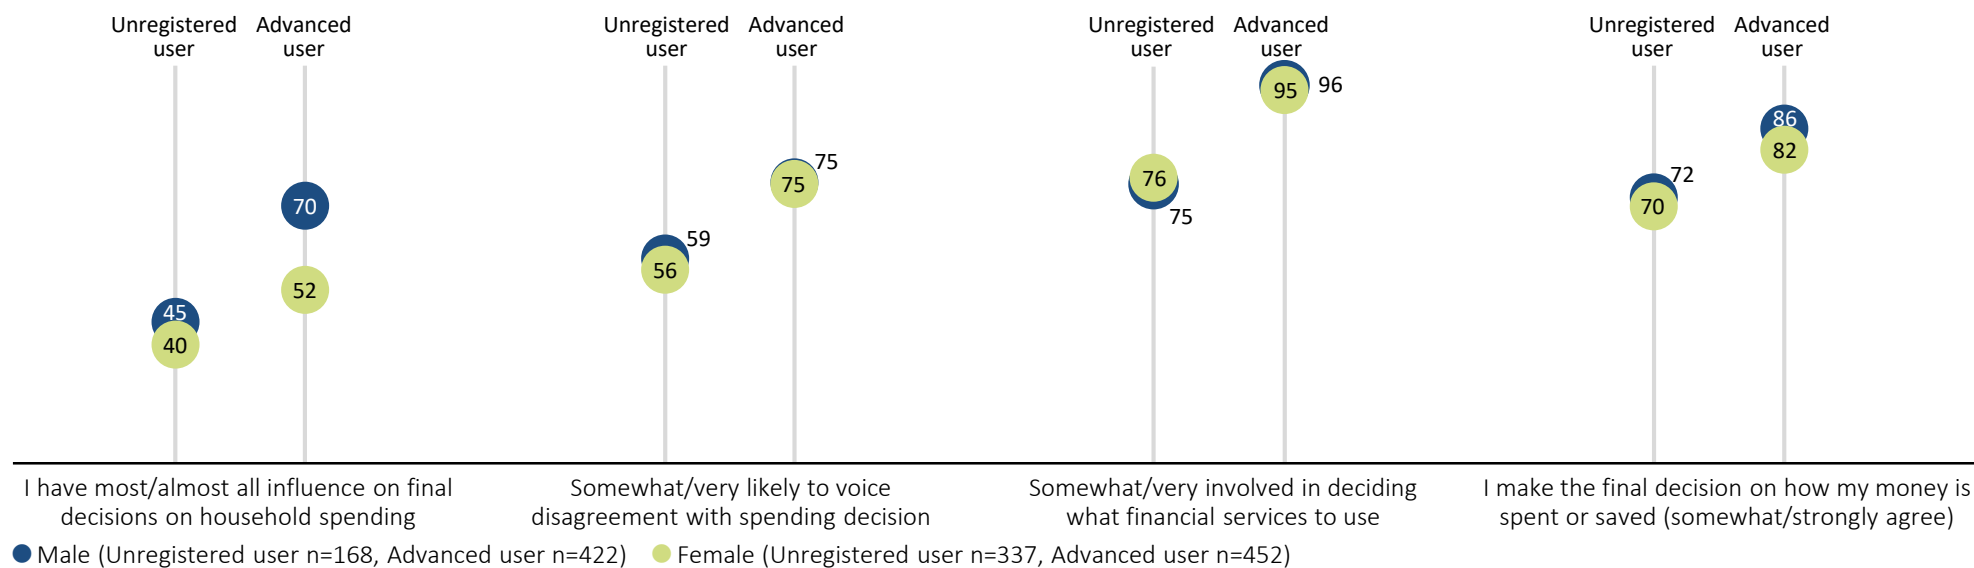 Unregistered user
Advanced user
45
40
70
52
I have most/almost all influence on final
decisions on household spending
Unregistered user
Advanced user
59
56
75
75
Somewhat/very likely to voice
disagreement with spending decision
Unregistered user
Advanced user
76
75
96
95
Somewhat/very involved in deciding
what financial services to use
Unregistered user
Advanced user
72
70
86
82
I make the final decision on how my money is
spent or saved (somewhat/strongly agree)
Male (Unregistered user n=168, Advanced user n=422)
Female (Unregistered user n=337, Advanced user n=452)